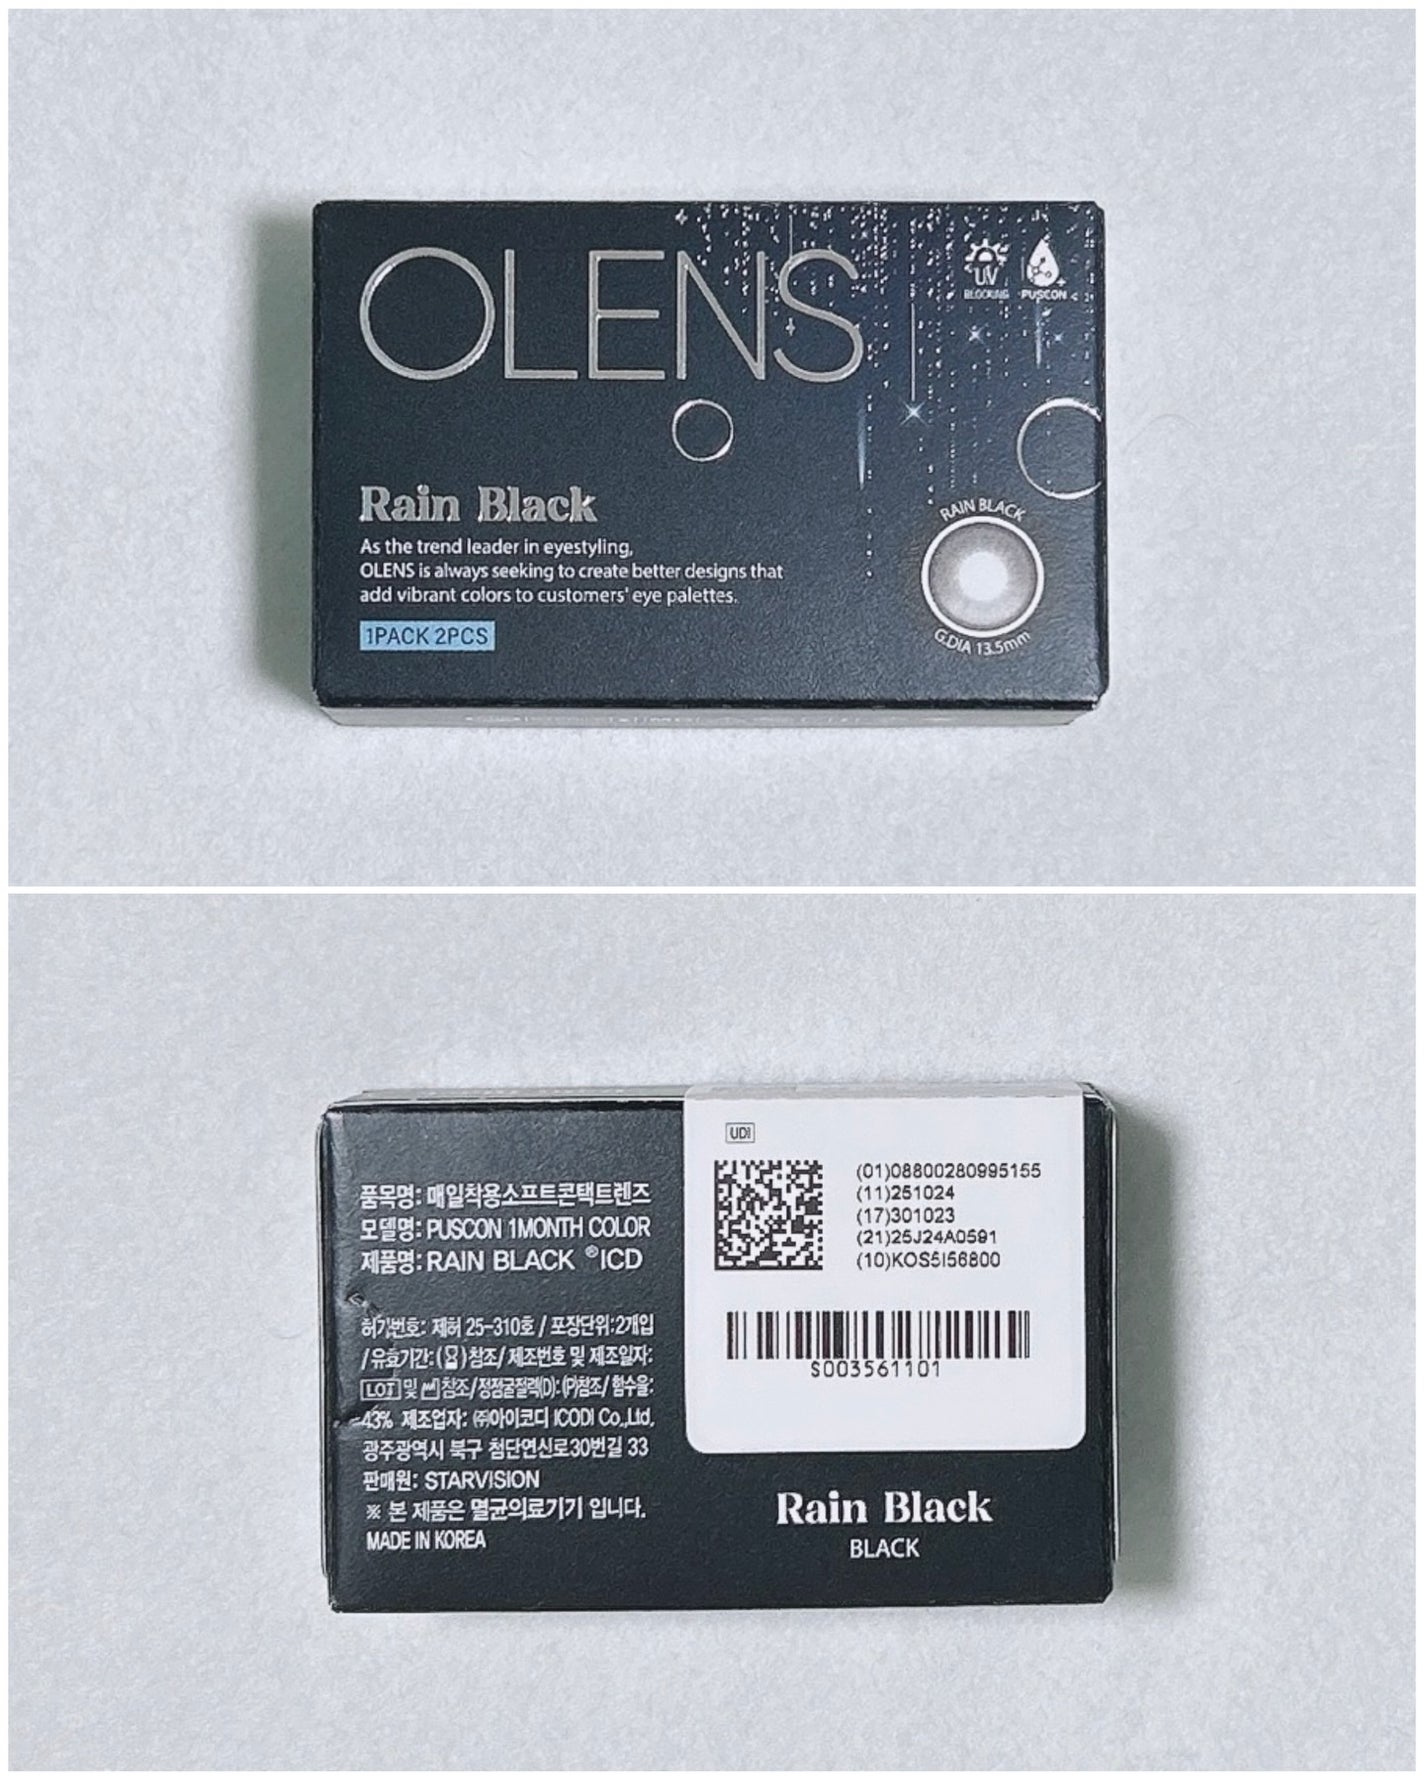 OLENS
UV
BLOCKING
PUSCON
Rain Black
As the trend leader in eyestyling,
OLENS is always seeking to create better designs that
add vibrant colors to customers' eye palettes.
1PACK 2PCS
RAIN BLACK
G.DIA 13.5mm
품목명: 매일착용소프트콘택트렌즈
모델명: PUSCON 1MONTH COLOR
제품명: RAIN BLACK ®ICD
허가번호: 제허 25-310호 / 포장단위:2개입
/유효기간:( )참조/제조번호 및 제조일자:
LOT 및 참조/정점굴절력(D): (P)참조/ 함수율:
43% 제조업자: ㈜아이코디 ICODI Co.,Ltd.
광주광역시 북구 첨단연신로30번길 33
판매원: STARVISION
※ 본 제품은 멸균의료기기 입니다.
MADE IN KOREA
UDI
(01)08800280995155
(11)251024
(17)301023
(21)25J24A0591
(10)KOS5I56800
S003561101
Rain Black
BLACK